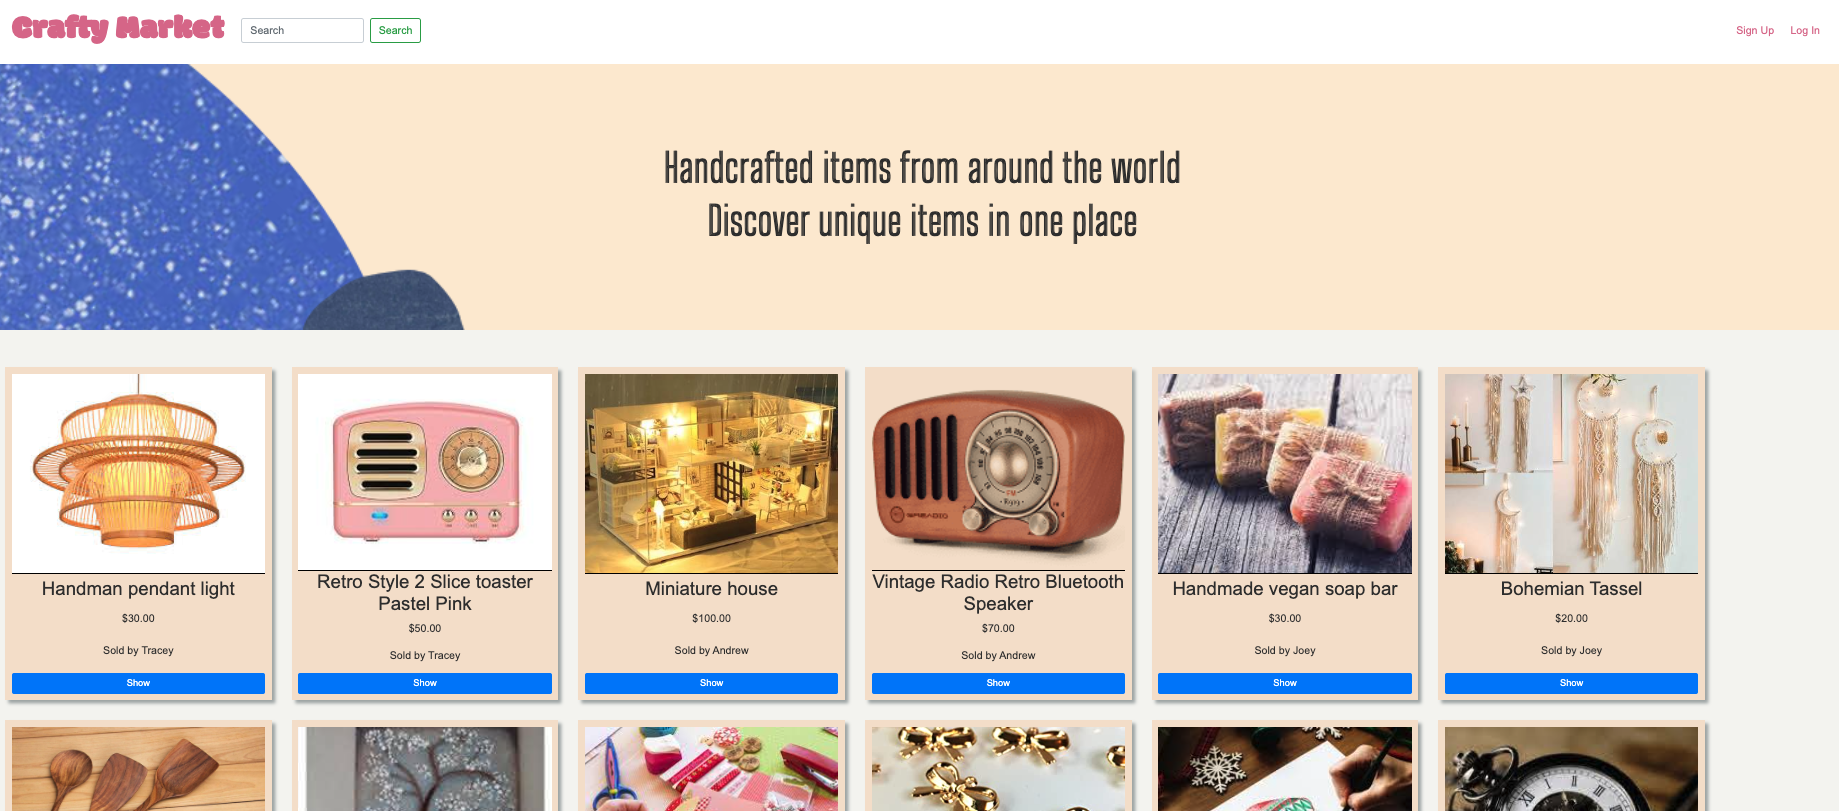 Crafty Market
Search
Search
Sign Up
Log In
Handcrafted items from around the world
Discover unique items in one place
Handman pendant light
$30.00
Sold by Tracey
Show
Retro Style 2 Slice toaster
Pastel Pink
$50.00
Sold by Tracey
Show
Miniature house
$100.00
Sold by Andrew
Show
Vintage Radio Retro Bluetooth
Speaker
$70.00
Sold by Andrew
Show
Handmade vegan soap bar
$30.00
Sold by Joey
Show
Bohemian Tassel
$20.00
Sold by Joey
Show